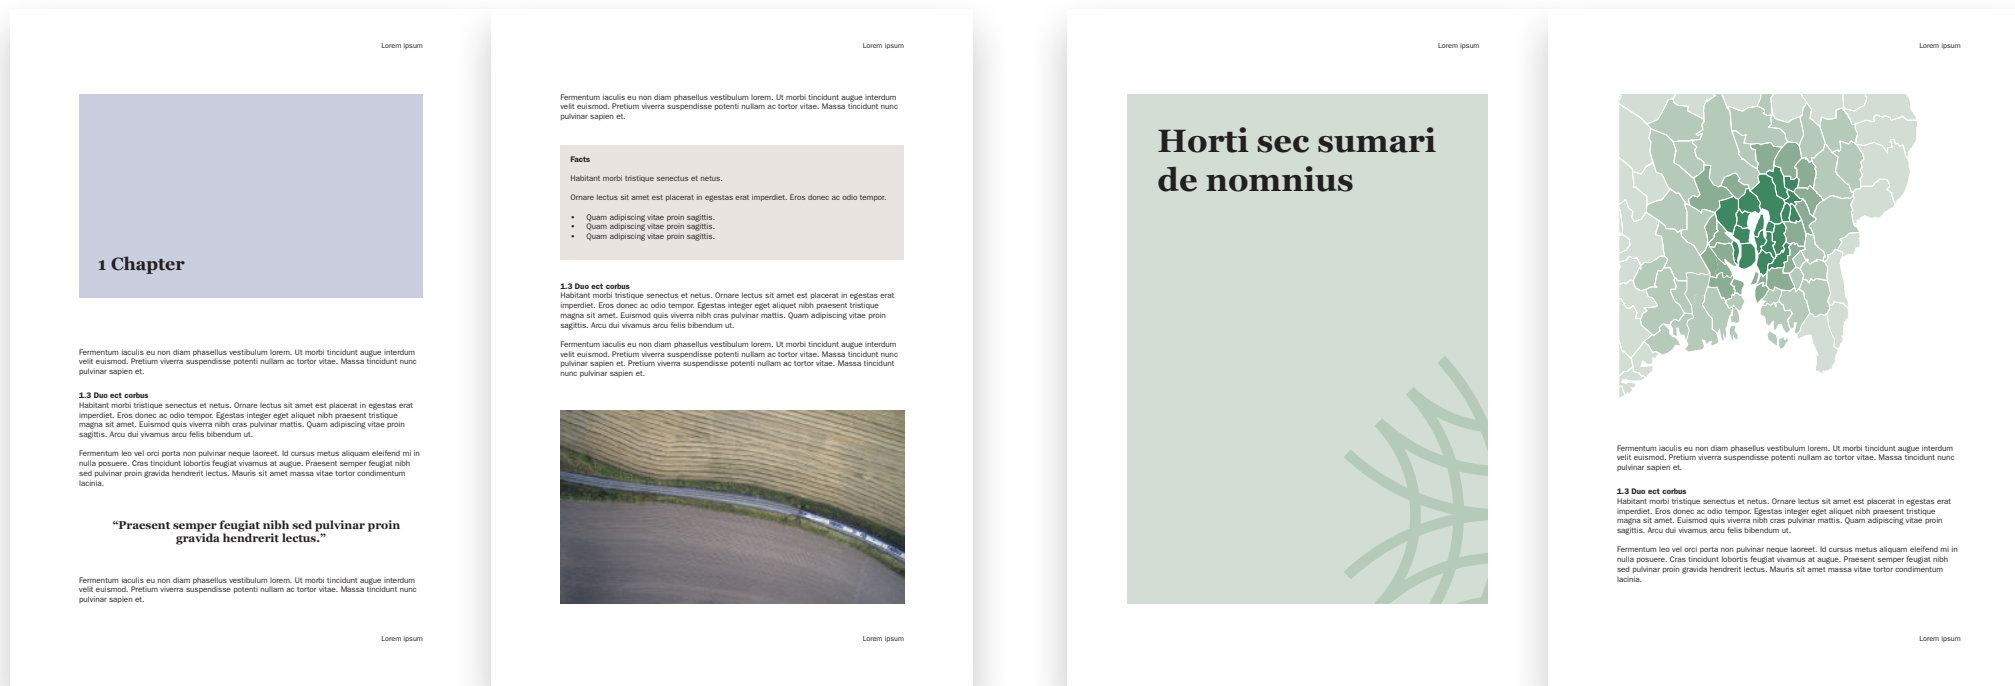 Lorem ipsum
1 Chapter
Fermentum iaculis eu non diam phasellus vestibulum lorem. Ut morbi tincidunt augue interdum
velit euismod. Pretium viverra suspendisse potenti nullam ac tortor vitae. Massa tincidunt nunc
pulvinar sapien et.
1.3 Duo ect corbus
Habitant morbi tristique senectus et netus. Ornare lectus sit amet est placerat in egestas erat
imperdiet. Eros donec ac odio tempor. Egestas integer eget aliquet nibh praesent tristique
magna sit amet. Euismod quis viverra nibh cras pulvinar mattis. Quam adipiscing vitae proin
sagittis. Arcu dui vivamus arcu felis bibendum ut.
Fermentum leo vel orci porta non pulvinar neque laoreet. Id cursus metus aliquam eleifend mi in
nulla posuere. Cras tincidunt lobortis feugiat vivamus at augue. Praesent semper feugiat nibh
sed pulvinar proin gravida hendrerit lectus. Mauris sit amet massa vitae tortor condimentum
lacinia.
“Praesent semper feugiat nibh sed pulvinar proin
gravida hendrerit lectus.”
Fermentum iaculis eu non diam phasellus vestibulum lorem. Ut morbi tincidunt augue interdum
velit euismod. Pretium viverra suspendisse potenti nullam ac tortor vitae. Massa tincidunt nunc
pulvinar sapien et.
Lorem ipsum
Lorem ipsum
Fermentum iaculis eu non diam phasellus vestibulum lorem. Ut morbi tincidunt augue interdum
velit euismod. Pretium viverra suspendisse potenti nullam ac tortor vitae. Massa tincidunt nunc
pulvinar sapien et.
Facts
Habitant morbi tristique senectus et netus.
Ornare lectus sit amet est placerat in egestas erat imperdiet. Eros donec ac odio tempor.
• Quam adipiscing vitae proin sagittis.
• Quam adipiscing vitae proin sagittis.
• Quam adipiscing vitae proin sagittis.
1.3 Duo ect corbus
Habitant morbi tristique senectus et netus. Ornare lectus sit amet est placerat in egestas erat
imperdiet. Eros donec ac odio tempor. Egestas integer eget aliquet nibh praesent tristique
magna sit amet. Euismod quis viverra nibh cras pulvinar mattis. Quam adipiscing vitae proin
sagittis. Arcu dui vivamus arcu felis bibendum ut.
Fermentum iaculis eu non diam phasellus vestibulum lorem. Ut morbi tincidunt augue interdum
velit euismod. Pretium viverra suspendisse potenti nullam ac tortor vitae. Massa tincidunt nunc
pulvinar sapien et. Pretium viverra suspendisse potenti nullam ac tortor vitae. Massa tincidunt
nunc pulvinar sapien et.
Lorem ipsum
Lorem ipsum
Horti sec sumari
de nomnius
Lorem ipsum
Fermentum iaculis eu non diam phasellus vestibulum lorem. Ut morbi tincidunt augue interdum
velit euismod. Pretium viverra suspendisse potenti nullam ac tortor vitae. Massa tincidunt nunc
pulvinar sapien et.
1.3 Duo ect corbus
Habitant morbi tristique senectus et netus. Ornare lectus sit amet est placerat in egestas erat
imperdiet. Eros donec ac odio tempor. Egestas integer eget aliquet nibh praesent tristique
magna sit amet. Euismod quis viverra nibh cras pulvinar mattis. Quam adipiscing vitae proin
sagittis. Arcu dui vivamus arcu felis bibendum ut.
Fermentum leo vel orci porta non pulvinar neque laoreet. Id cursus metus aliquam eleifend mi in
nulla posuere. Cras tincidunt lobortis feugiat vivamus at augue. Praesent semper feugiat nibh
sed pulvinar proin gravida hendrerit lectus. Mauris sit amet massa vitae tortor condimentum
lacinia.
Lorem ipsum